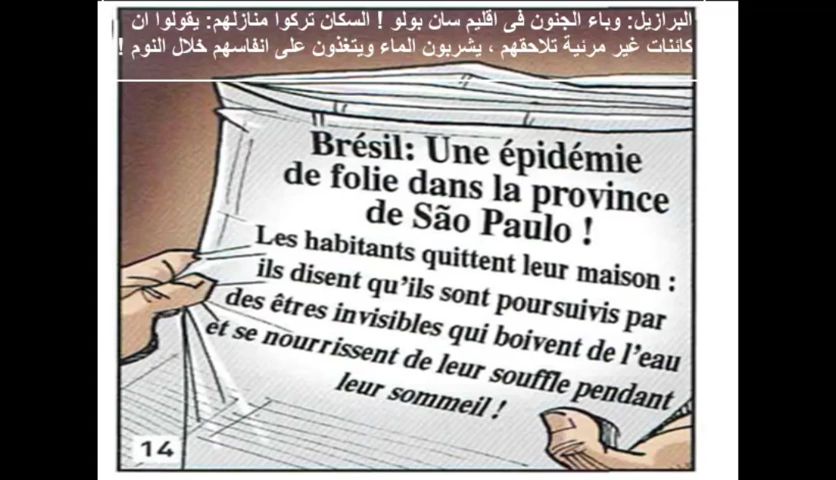 البرازيل: وباء الجنون فى اقليم سان بولو ! السكان تركوا منازلهم: يقولوا ان
كائنات غير مرئية تلاحقهم ، يشربون الماء ويتغذون على انفاسهم خلال النوم !
Brésil: Une épidémie
de folie dans la province
de São Paulo !
Les habitants quittent leur maison :
ils disent qu'ils sont poursuivis par
des êtres invisibles qui boivent de l'eau
et se nourrissent de leur souffle pendant
leur sommeil !
14